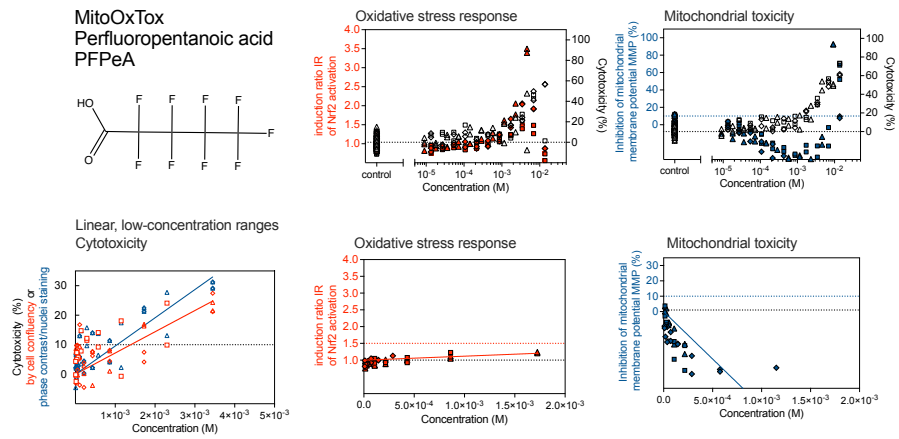 MitoOxTox
Perfluoropentanoic acid
PFPeA
HO
O
F F F F
F
F F F F
Oxidative stress response
induction ratio IR
of Nrf2 activation
4.0
3.5
3.0
2.5
2.0
1.5
1.0
100
80
60
40
20
0
Cytotoxicity (%)
control
10⁻⁵ 10⁻⁴ 10⁻³ 10⁻²
Concentration (M)
Mitochondrial toxicity
Inhibition of mitochondrial
membrane potential MMP (%)
100
80
60
40
20
0
100
80
60
40
20
0
Cytotoxicity (%)
control
10⁻⁵ 10⁻⁴ 10⁻³ 10⁻²
Concentration (M)
Linear, low-concentration ranges
Cytotoxicity
Cytotoxicity (%) or
by cell confluency
phase contrast/nuclei staining
30
20
10
0
1×10⁻³ 2×10⁻³ 3×10⁻³ 4×10⁻³ 5×10⁻³
Concentration (M)
Oxidative stress response
induction ratio IR
of Nrf2 activation
4.0
3.5
3.0
2.5
2.0
1.5
1.0
0.0 5.0×10⁻⁴ 1.0×10⁻³ 1.5×10⁻³ 2.0×10⁻³
Concentration (M)
Mitochondrial toxicity
Inhibition of mitochondrial
membrane potential MMP (%)
30
20
10
0
0.0 5.0×10⁻⁴ 1.0×10⁻³ 1.5×10⁻³ 2.0×10⁻³
Concentration (M)